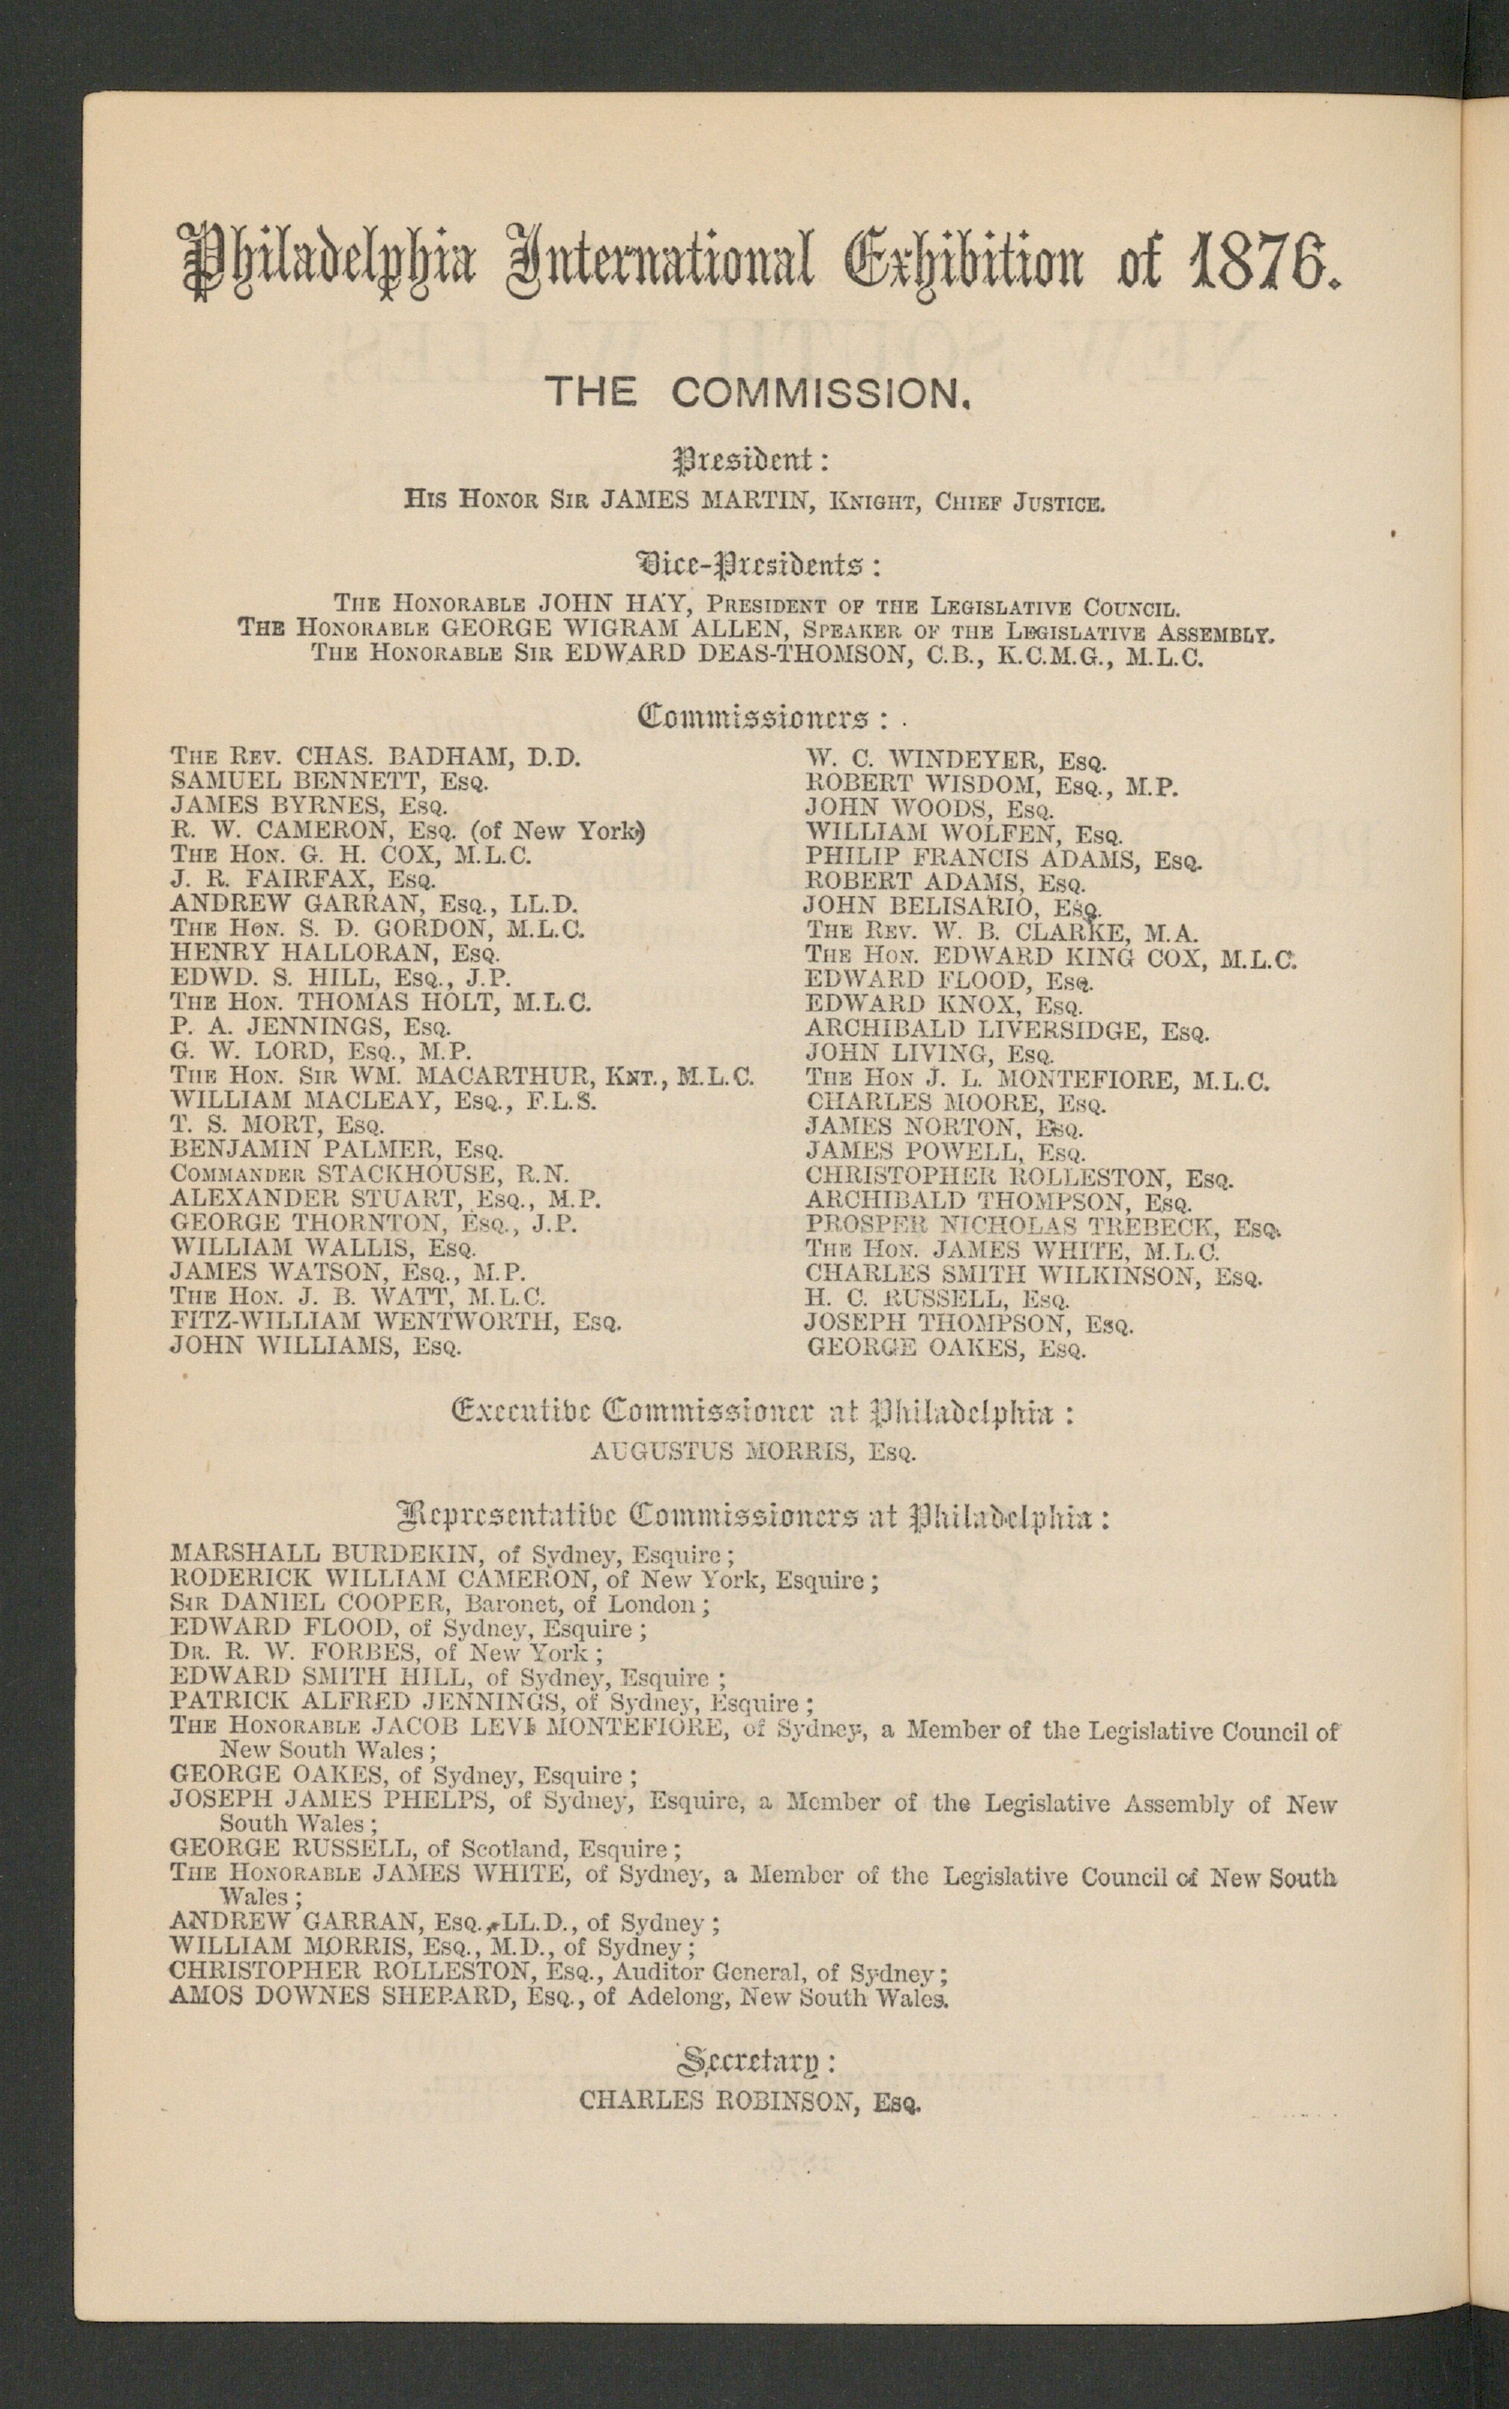 Philadelphia International Exhibition of 1876.
THE COMMISSION.
President:
HIS HONOR SIR JAMES MARTIN, KNIGHT, CHIEF JUSTICE.
Vice-Presidents:
THE HONORABLE JOHN HAY, PRESIDENT OF THE LEGISLATIVE COUNCIL.
THE HONORABLE GEORGE WIGRAM ALLEN, SPEAKER OF THE LEGISLATIVE ASSEMBLY.
THE HONORABLE SIR EDWARD DEAS-THOMSON, C.B., K.C.M.G., M.L.C.
Commissioners:
THE REV. CHAS. BADHAM, D.D.
SAMUEL BENNETT, ESQ.
JAMES BYRNES, ESQ.
R. W. CAMERON, ESQ. (of New York)
THE HON. G. H. COX, M.L.C.
J. R. FAIRFAX, ESQ.
ANDREW GARRAN, ESQ., LL.D.
THE HON. S. D. GORDON, M.L.C.
HENRY HALLORAN, ESQ.
EDWD. S. HILL, ESQ., J.P.
THE HON. THOMAS HOLT, M.L.C.
P. A. JENNINGS, ESQ.
G. W. LORD, ESQ., M.P.
THE HON. SIR WM. MACARTHUR, KNT., M.L.C.
WILLIAM MACLEAY, ESQ., F.L.S.
T. S. MORT, ESQ.
BENJAMIN PALMER, ESQ.
COMMANDER STACKHOUSE, R.N.
ALEXANDER STUART, ESQ., M.P.
GEORGE THORNTON, ESQ., J.P.
WILLIAM WALLIS, ESQ.
JAMES WATSON, ESQ., M.P.
THE HON. J. B. WATT, M.L.C.
FITZ-WILLIAM WENTWORTH, ESQ.
JOHN WILLIAMS, ESQ.
W. C. WINDEYER, ESQ.
ROBERT WISDOM, ESQ., M.P.
JOHN WOODS, ESQ.
WILLIAM WOLFEN, ESQ.
PHILIP FRANCIS ADAMS, ESQ.
ROBERT ADAMS, ESQ.
JOHN BELISARIO, ESQ.
THE REV. W. B. CLARKE, M.A.
THE HON. EDWARD KING COX, M.L.C.
EDWARD FLOOD, ESQ.
EDWARD KNOX, ESQ.
ARCHIBALD LIVERSIDGE, ESQ.
JOHN LIVING, ESQ.
THE HON J. L. MONTEFIORE, M.L.C.
CHARLES MOORE, ESQ.
JAMES NORTON, ESQ.
JAMES POWELL, ESQ.
CHRISTOPHER ROLLESTON, ESQ.
ARCHIBALD THOMPSON, ESQ.
PROSPER NICHOLAS TREBECK, ESQ.
THE HON. JAMES WHITE, M.L.C.
CHARLES SMITH WILKINSON, ESQ.
H. C. RUSSELL, ESQ.
JOSEPH THOMPSON, ESQ.
GEORGE OAKES, ESQ.
Executive Commissioner at Philadelphia:
AUGUSTUS MORRIS, ESQ.
Representative Commissioners at Philadelphia:
MARSHALL BURDEKIN, of Sydney, Esquire;
RODERICK WILLIAM CAMERON, of New York, Esquire;
SIR DANIEL COOPER, Baronet, of London;
EDWARD FLOOD, of Sydney, Esquire;
DR. R. W. FORBES, of New York;
EDWARD SMITH HILL, of Sydney, Esquire;
PATRICK ALFRED JENNINGS, of Sydney, Esquire;
THE HONORABLE JACOB LEVI MONTEFIORE, of Sydney, a Member of the Legislative Council of
New South Wales;
GEORGE OAKES, of Sydney, Esquire;
JOSEPH JAMES PHELPS, of Sydney, Esquire, a Member of the Legislative Assembly of New
South Wales;
GEORGE RUSSELL, of Scotland, Esquire;
THE HONORABLE JAMES WHITE, of Sydney, a Member of the Legislative Council of New South
Wales;
ANDREW GARRAN, ESQ., LL.D., of Sydney;
WILLIAM MORRIS, ESQ., M.D., of Sydney;
CHRISTOPHER ROLLESTON, ESQ., Auditor General, of Sydney;
AMOS DOWNES SHEPARD, ESQ., of Adelong, New South Wales.
Secretary:
CHARLES ROBINSON, ESQ.